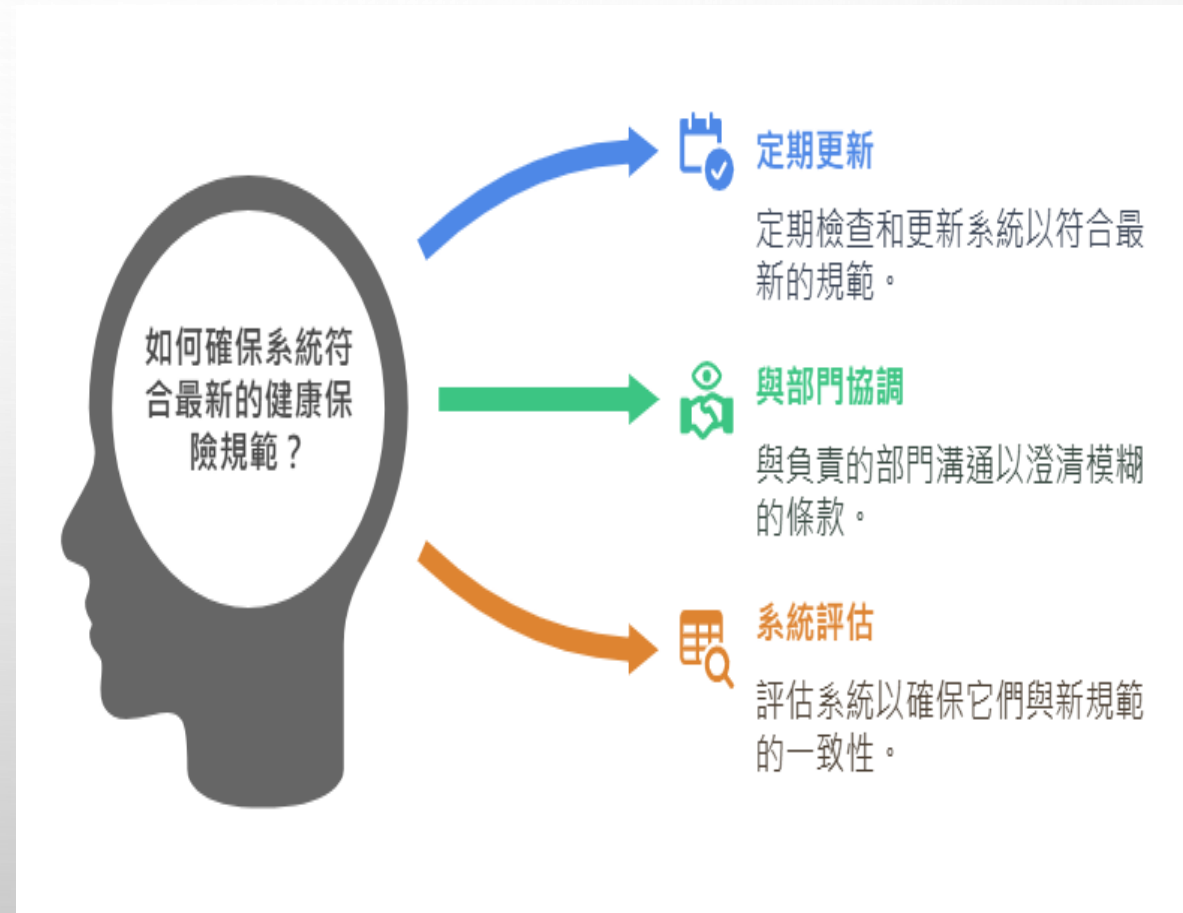 如何確保系統符
合最新的健康保
險規範？
定期更新
定期檢查和更新系統以符合最
新的規範。
與部門協調
與負責的部門溝通以澄清模糊
的條款。
系統評估
評估系統以確保它們與新規範
的一致性。